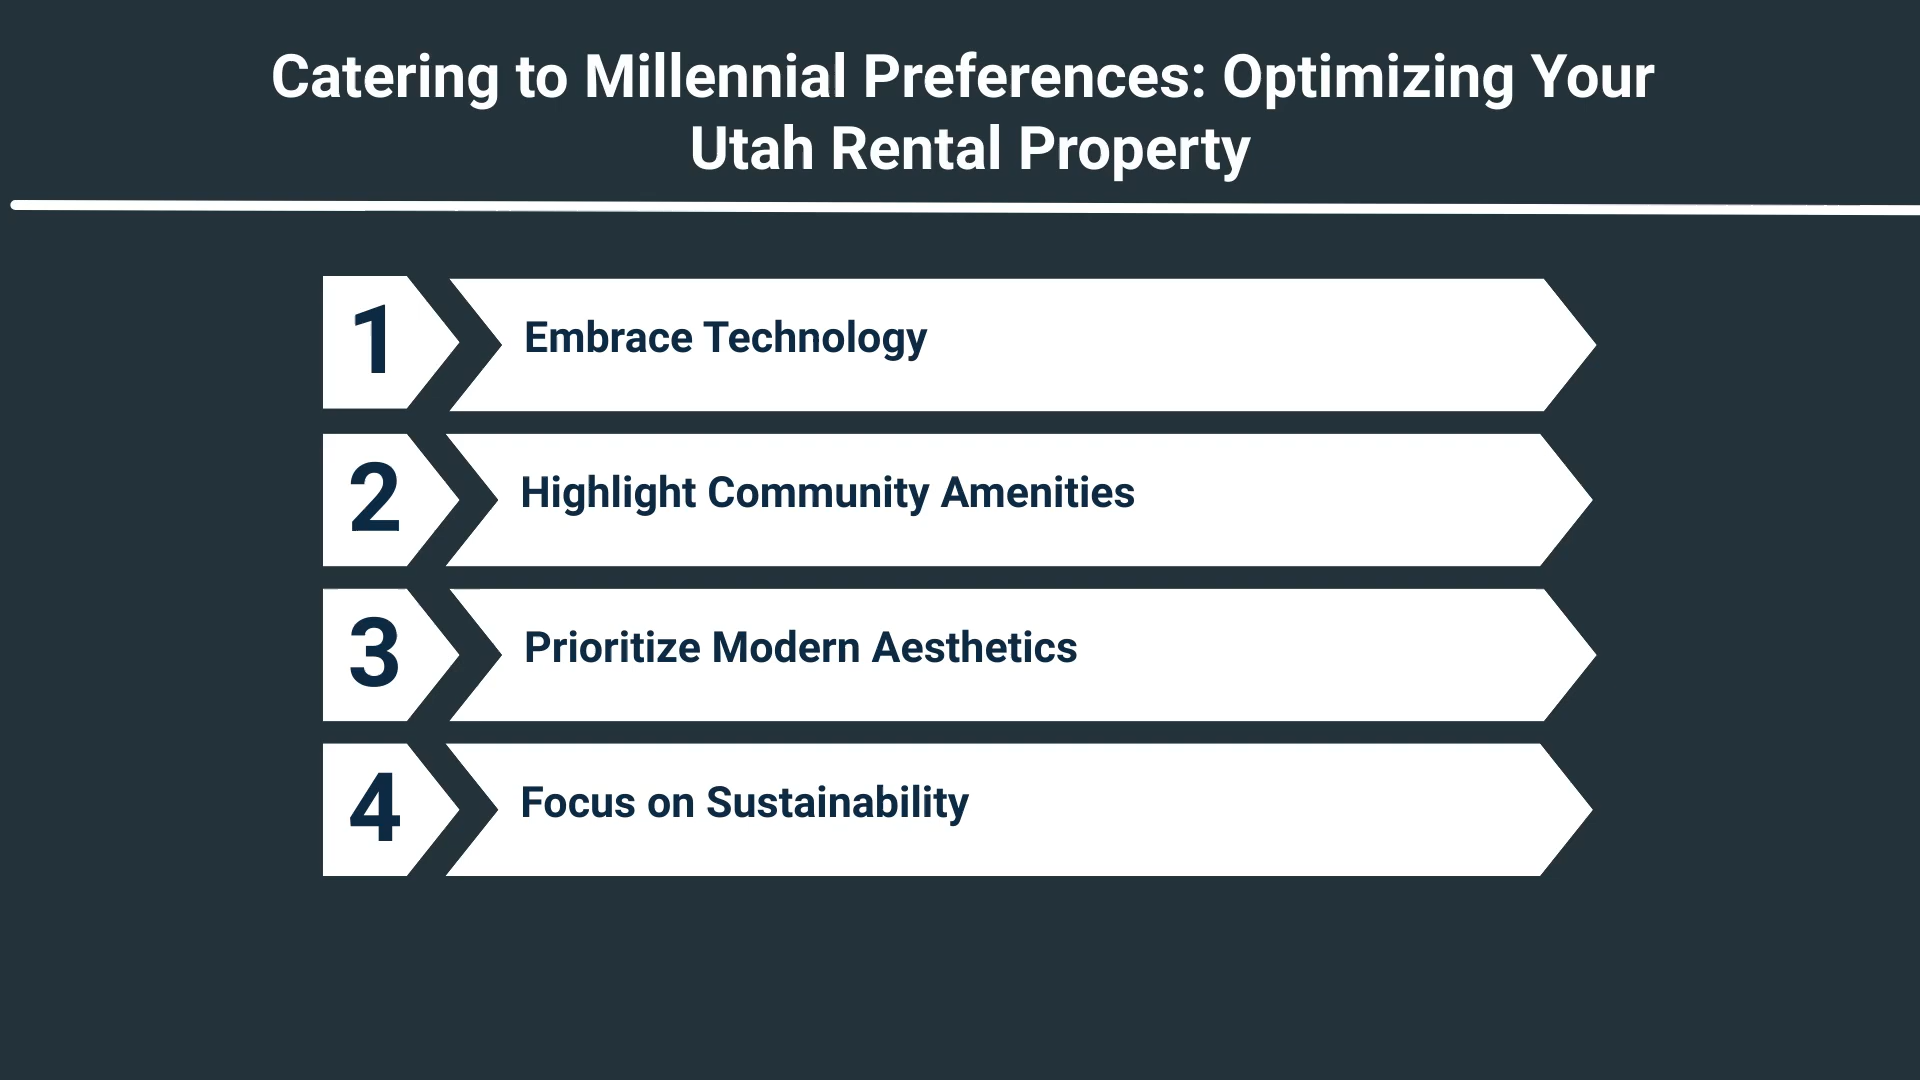 Catering to Millennial Preferences: Optimizing Your
Utah Rental Property
1 Embrace Technology
2 Highlight Community Amenities
3 Prioritize Modern Aesthetics
4 Focus on Sustainability